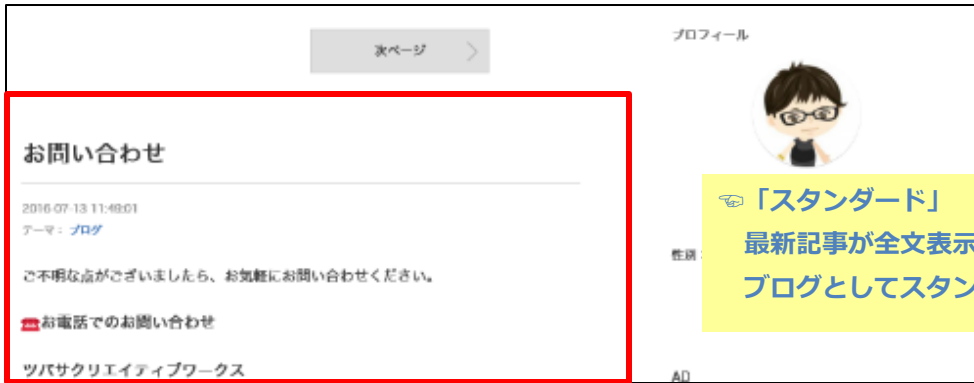 次ページ
お問い合わせ
2016-07-13 11:49:01
テーマ： ブログ
ご不明な点がございましたら、お気軽にお問い合わせください。
☎お電話でのお問い合わせ
ツバサクリエイティブワークス
プロフィール
☜「スタンダード」
最新記事が全文表示
ブログとしてスタン
性別：
AD